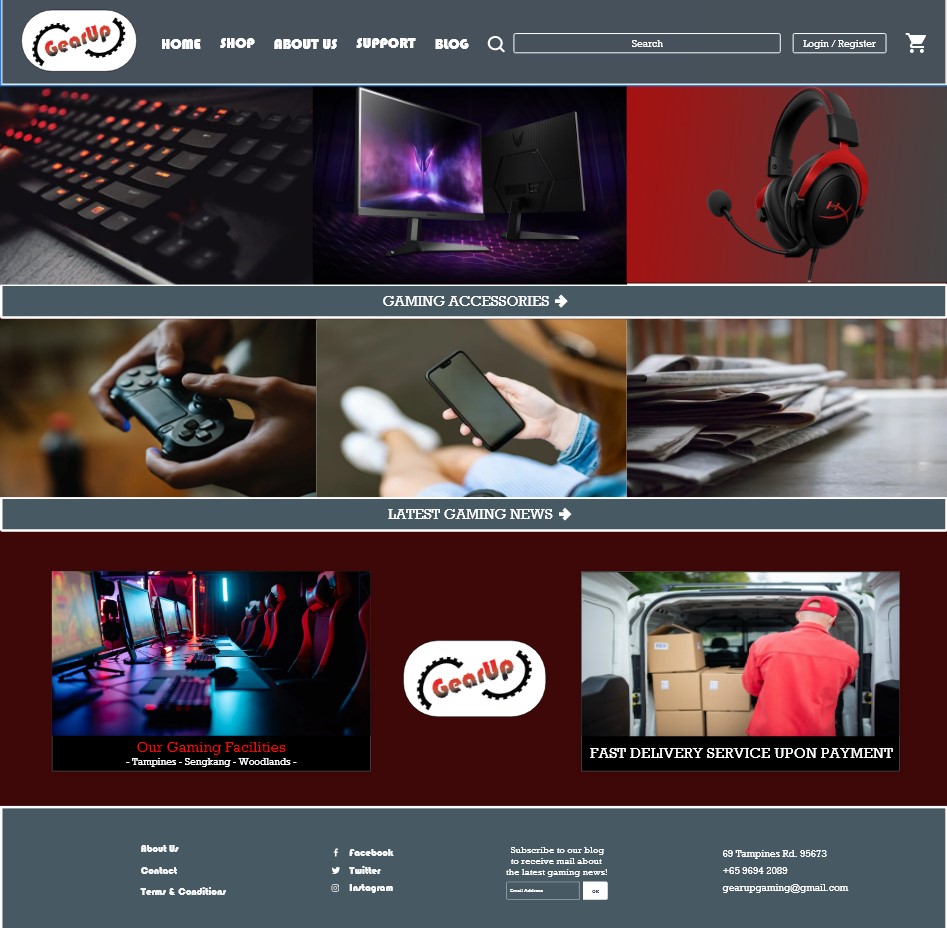 GearUp
HOME SHOP ABOUT US SUPPORT BLOG Search Login / Register
GAMING ACCESSORIES
LATEST GAMING NEWS
GearUp
Our Gaming Facilities
- Tampines - Sengkang - Woodlands -
FAST DELIVERY SERVICE UPON PAYMENT
About Us
Contact
Terms & Conditions
Facebook
Twitter
Instagram
Subscribe to our blog
to receive mail about
the latest gaming news!
Email Address OK
69 Tampines Rd. 95673
+65 9694 2089
gearupgaming@gmail.com